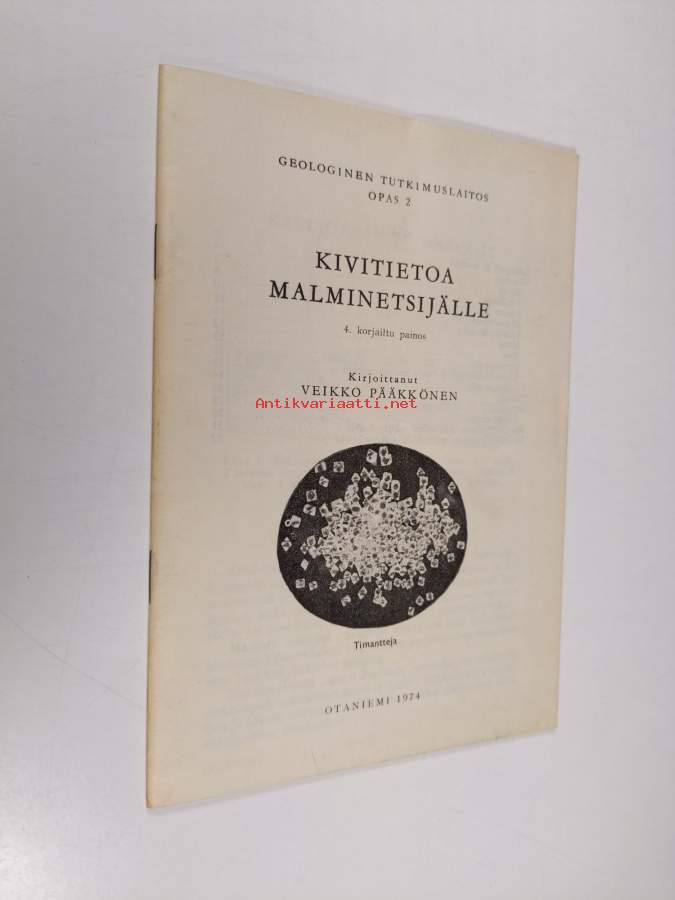 GEOLOGINEN TUTKIMUSLAITOS
OPAS 2
KIVITIETOA
MALMINETSIJÄLLE
4. korjailtu painos
Kirjoittanut
VEIKKO PÄÄKKÖNEN
Antikvariaatti.net
Timantteja
OTANIEMI 1974